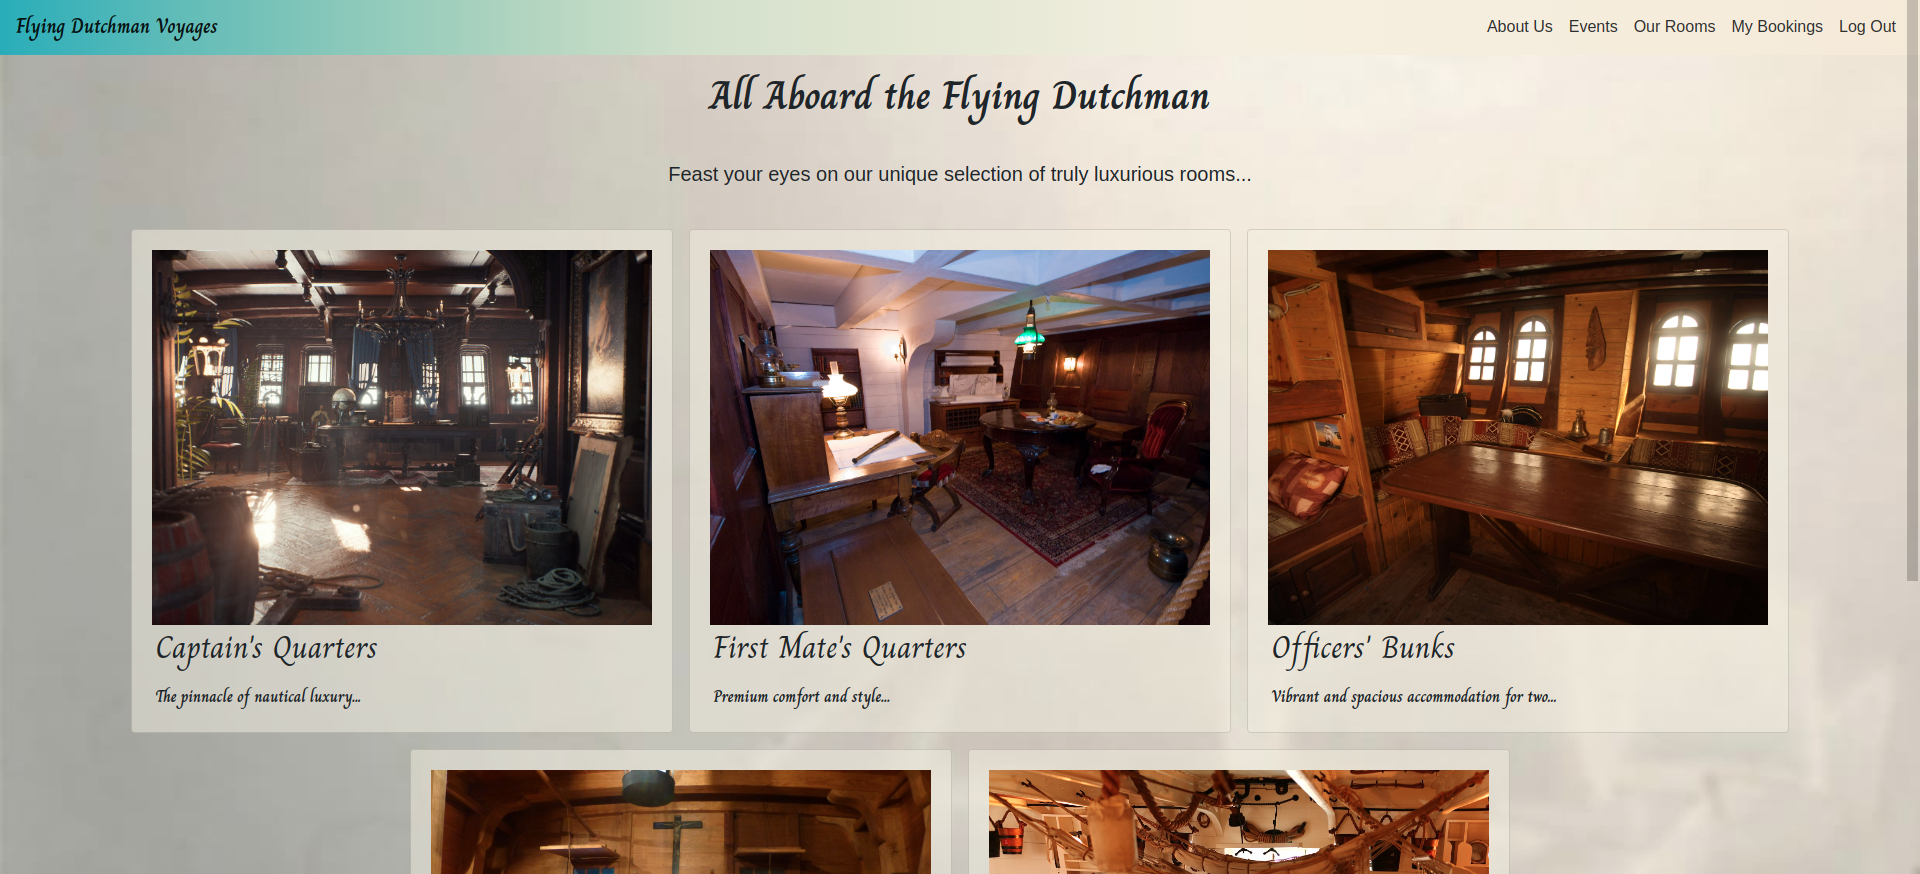 Flying Dutchman Voyages
About Us Events Our Rooms My Bookings Log Out
All Aboard the Flying Dutchman
Feast your eyes on our unique selection of truly luxurious rooms...
Captain's Quarters
The pinnacle of nautical luxury...
First Mate's Quarters
Premium comfort and style...
Officers' Bunks
Vibrant and spacious accommodation for two...